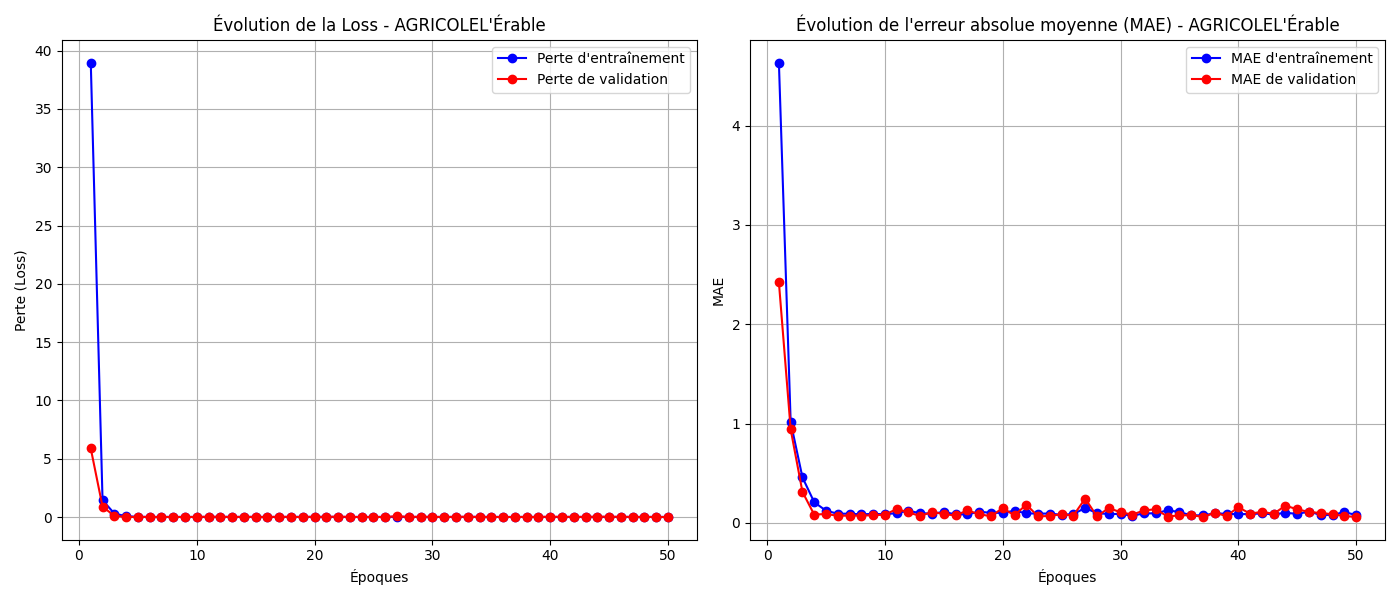 Évolution de la Loss - AGRICOLEL'Érable
Perte d'entraînement
Perte de validation
40
35
30
25
20
15
10
5
0
Perte (Loss)
0 10 20 30 40 50
Époques
Évolution de l'erreur absolue moyenne (MAE) - AGRICOLEL'Érable
MAE d'entraînement
MAE de validation
4
3
2
1
0
MAE
0 10 20 30 40 50
Époques